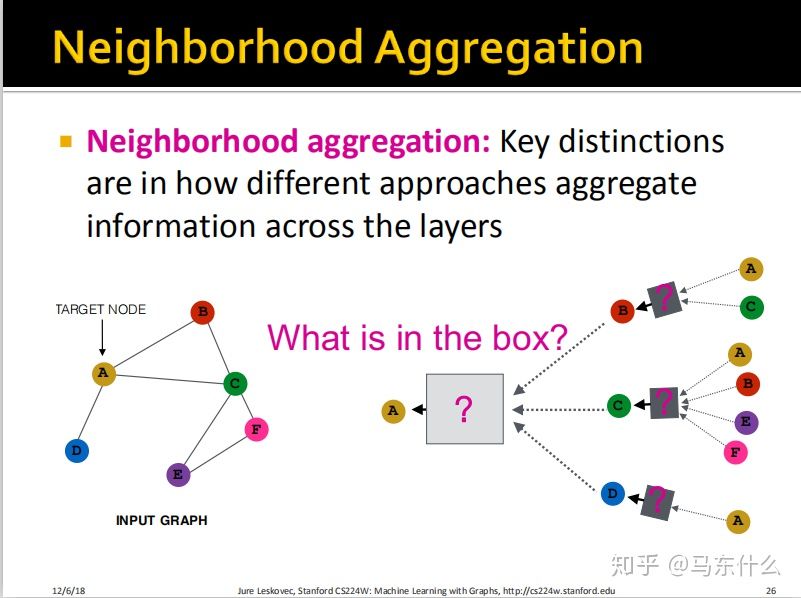 Neighborhood Aggregation
Neighborhood aggregation: Key distinctions
are in how different approaches aggregate
information across the layers
TARGET NODE
B
A
C
F
D
E
INPUT GRAPH
What is in the box?
A
?
B
?
A
C
C
?
A
B
E
F
D
?
A
知乎 @马东什么
12/6/18
Jure Leskovec, Stanford CS224W: Machine Learning with Graphs, http://cs224w.stanford.edu
26